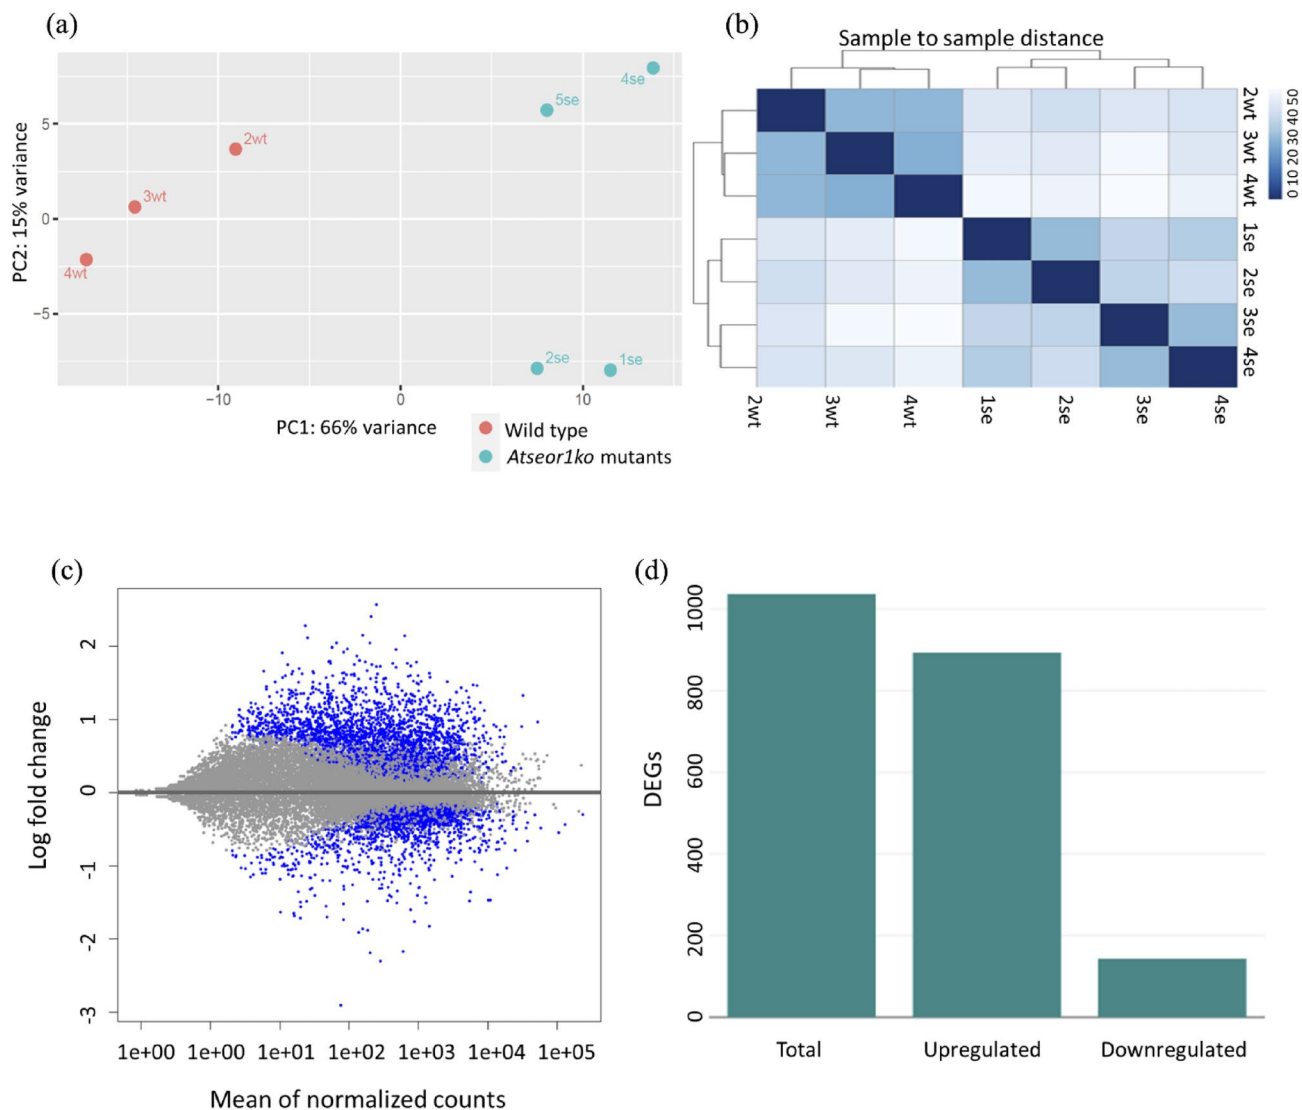 (a)
4se
5se
5
2wt
3wt
0
4wt
-5
2se
1se
-10
0
10
PC2: 15% variance
PC1: 66% variance
Wild type
Atseor1ko mutants
(b)
Sample to sample distance
2wt
3wt
4wt
1se
2se
3se
4se
0 10 20 30 40 50
2wt
3wt
4wt
1se
2se
3se
4se
(c)
2
1
0
-1
-2
-3
Log fold change
1e+00
1e+00
1e+01
1e+02
1e+03
1e+04
1e+05
Mean of normalized counts
(d)
1000
800
600
400
200
0
DEGs
Total
Upregulated
Downregulated